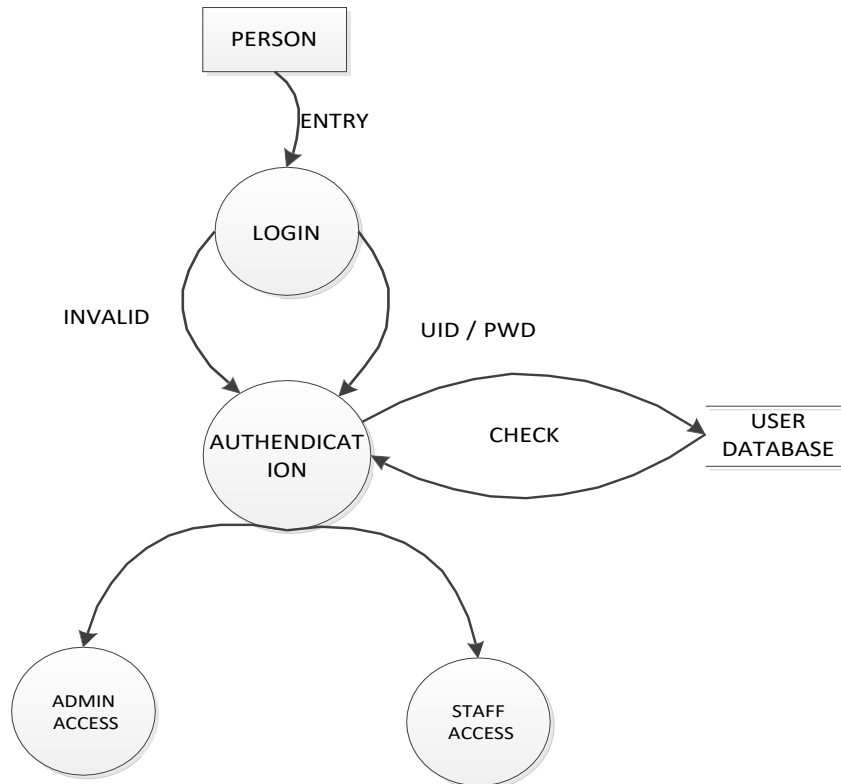 PERSON
ENTRY
LOGIN
INVALID
UID / PWD
AUTHENDICAT
ION
CHECK
USER
DATABASE
ADMIN
ACCESS
STAFF
ACCESS